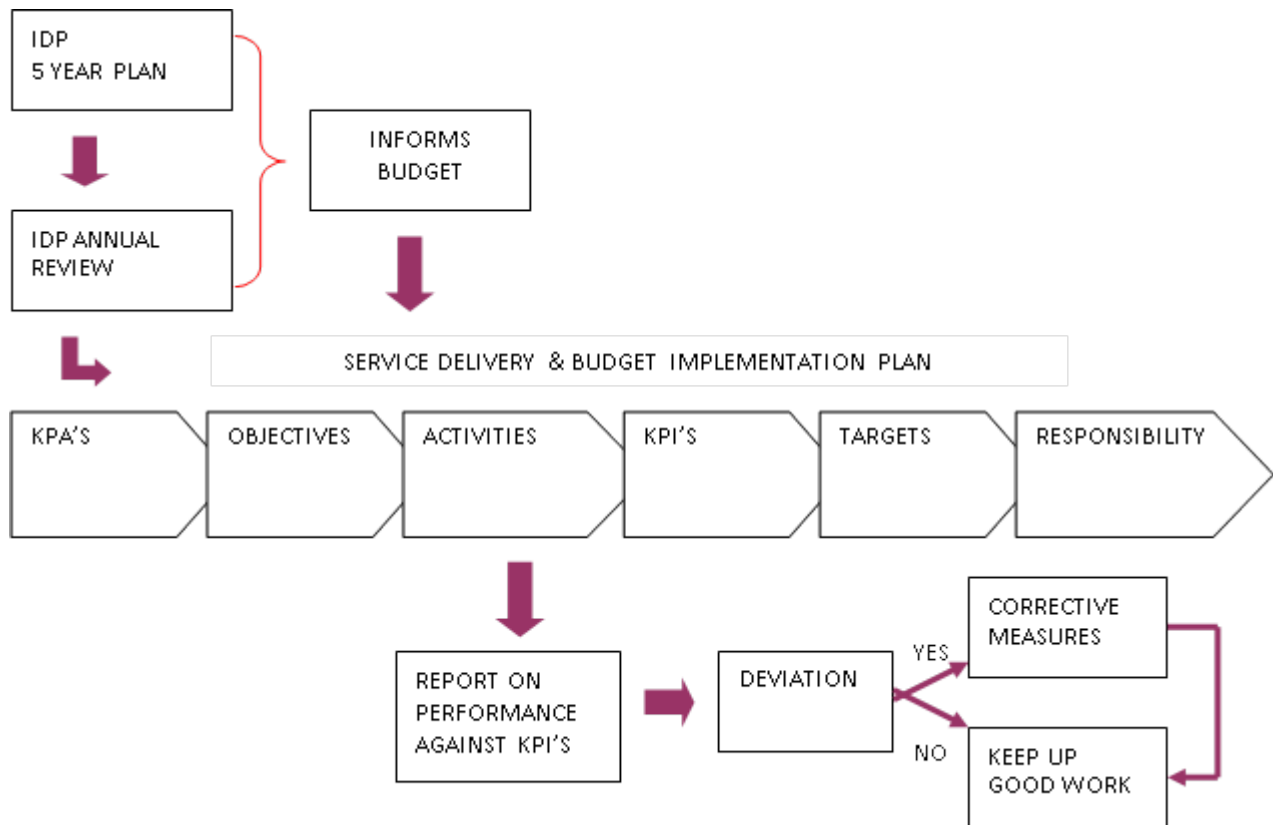 IDP
5 YEAR PLAN
INFORMS
BUDGET
IDP ANNUAL
REVIEW
SERVICE DELIVERY & BUDGET IMPLEMENTATION PLAN
KPA'S
OBJECTIVES
ACTIVITIES
KPI'S
TARGETS
RESPONSIBILITY
REPORT ON
PERFORMANCE
AGAINST KPI'S
DEVIATION
YES
CORRECTIVE
MEASURES
NO
KEEP UP
GOOD WORK